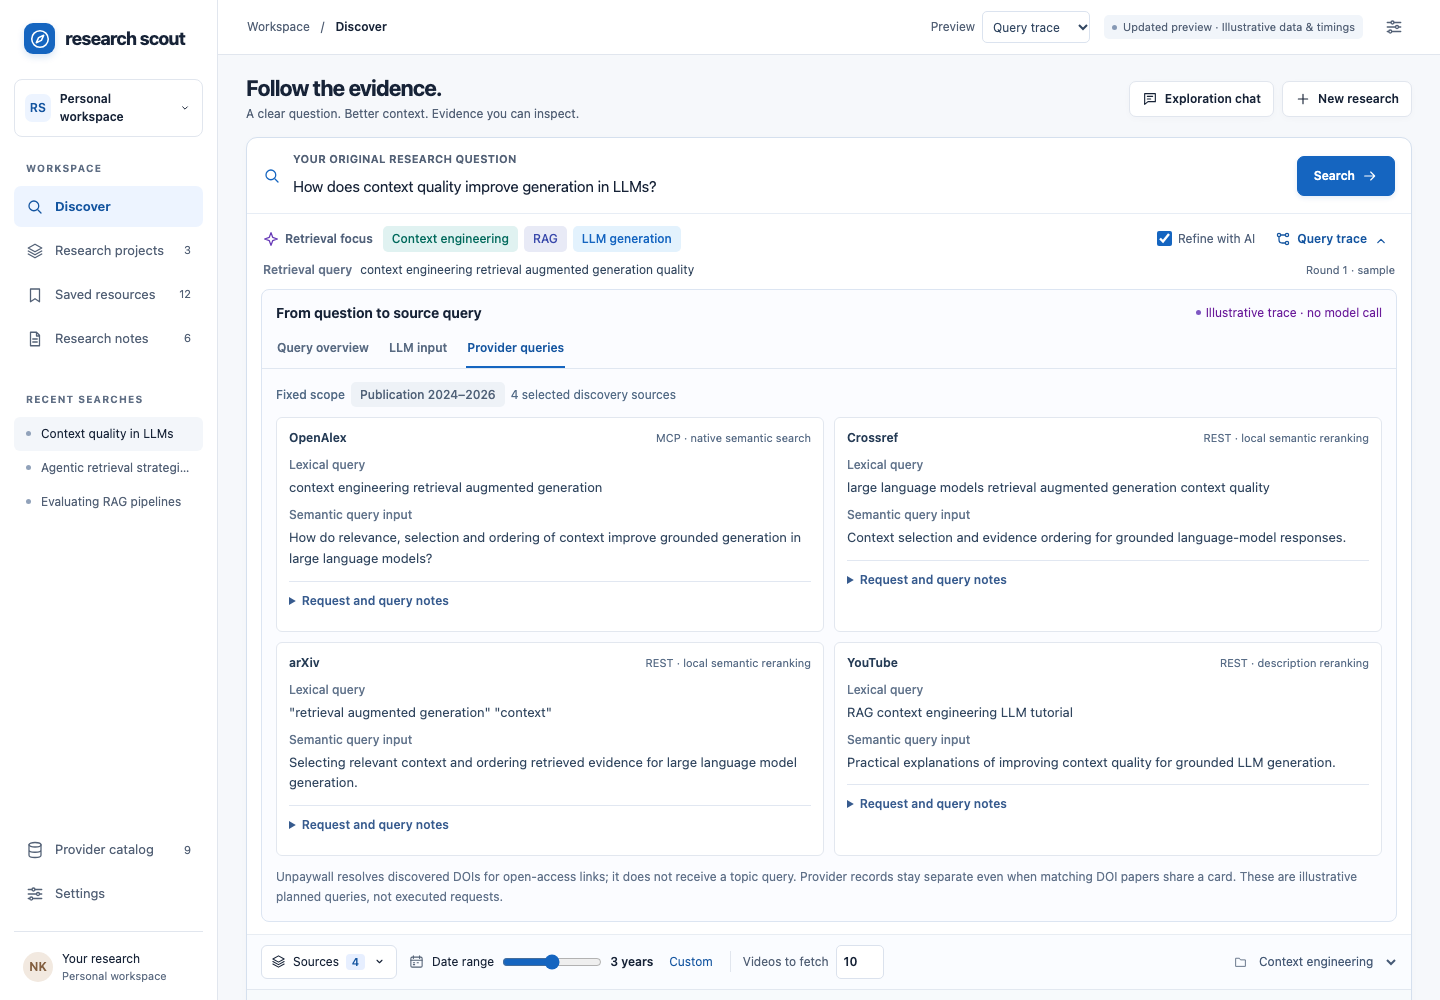 research scout
RS
Personal
workspace
WORKSPACE
Discover
Research projects 3
Saved resources 12
Research notes 6
RECENT SEARCHES
Context quality in LLMs
Agentic retrieval strategi...
Evaluating RAG pipelines
Provider catalog 9
Settings
NK
Your research
Personal workspace
Workspace / Discover
Preview Query trace
Updated preview · Illustrative data & timings
Follow the evidence.
A clear question. Better context. Evidence you can inspect.
Exploration chat
New research
YOUR ORIGINAL RESEARCH QUESTION
How does context quality improve generation in LLMs?
Search
Retrieval focus Context engineering RAG LLM generation
Refine with AI
Query trace
Retrieval query context engineering retrieval augmented generation quality
Round 1 · sample
From question to source query
Illustrative trace · no model call
Query overview LLM input Provider queries
Fixed scope Publication 2024–2026 4 selected discovery sources
OpenAlex MCP · native semantic search
Lexical query
context engineering retrieval augmented generation
Semantic query input
How do relevance, selection and ordering of context improve grounded generation in
large language models?
Request and query notes
Crossref REST · local semantic reranking
Lexical query
large language models retrieval augmented generation context quality
Semantic query input
Context selection and evidence ordering for grounded language-model responses.
Request and query notes
arXiv REST · local semantic reranking
Lexical query
"retrieval augmented generation" "context"
Semantic query input
Selecting relevant context and ordering retrieved evidence for large language model
generation.
Request and query notes
YouTube REST · description reranking
Lexical query
RAG context engineering LLM tutorial
Semantic query input
Practical explanations of improving context quality for grounded LLM generation.
Request and query notes
Unpaywall resolves discovered DOIs for open-access links; it does not receive a topic query. Provider records stay separate even when matching DOI papers share a card. These are illustrative
planned queries, not executed requests.
Sources 4
Date range 3 years Custom
Videos to fetch 10
Context engineering